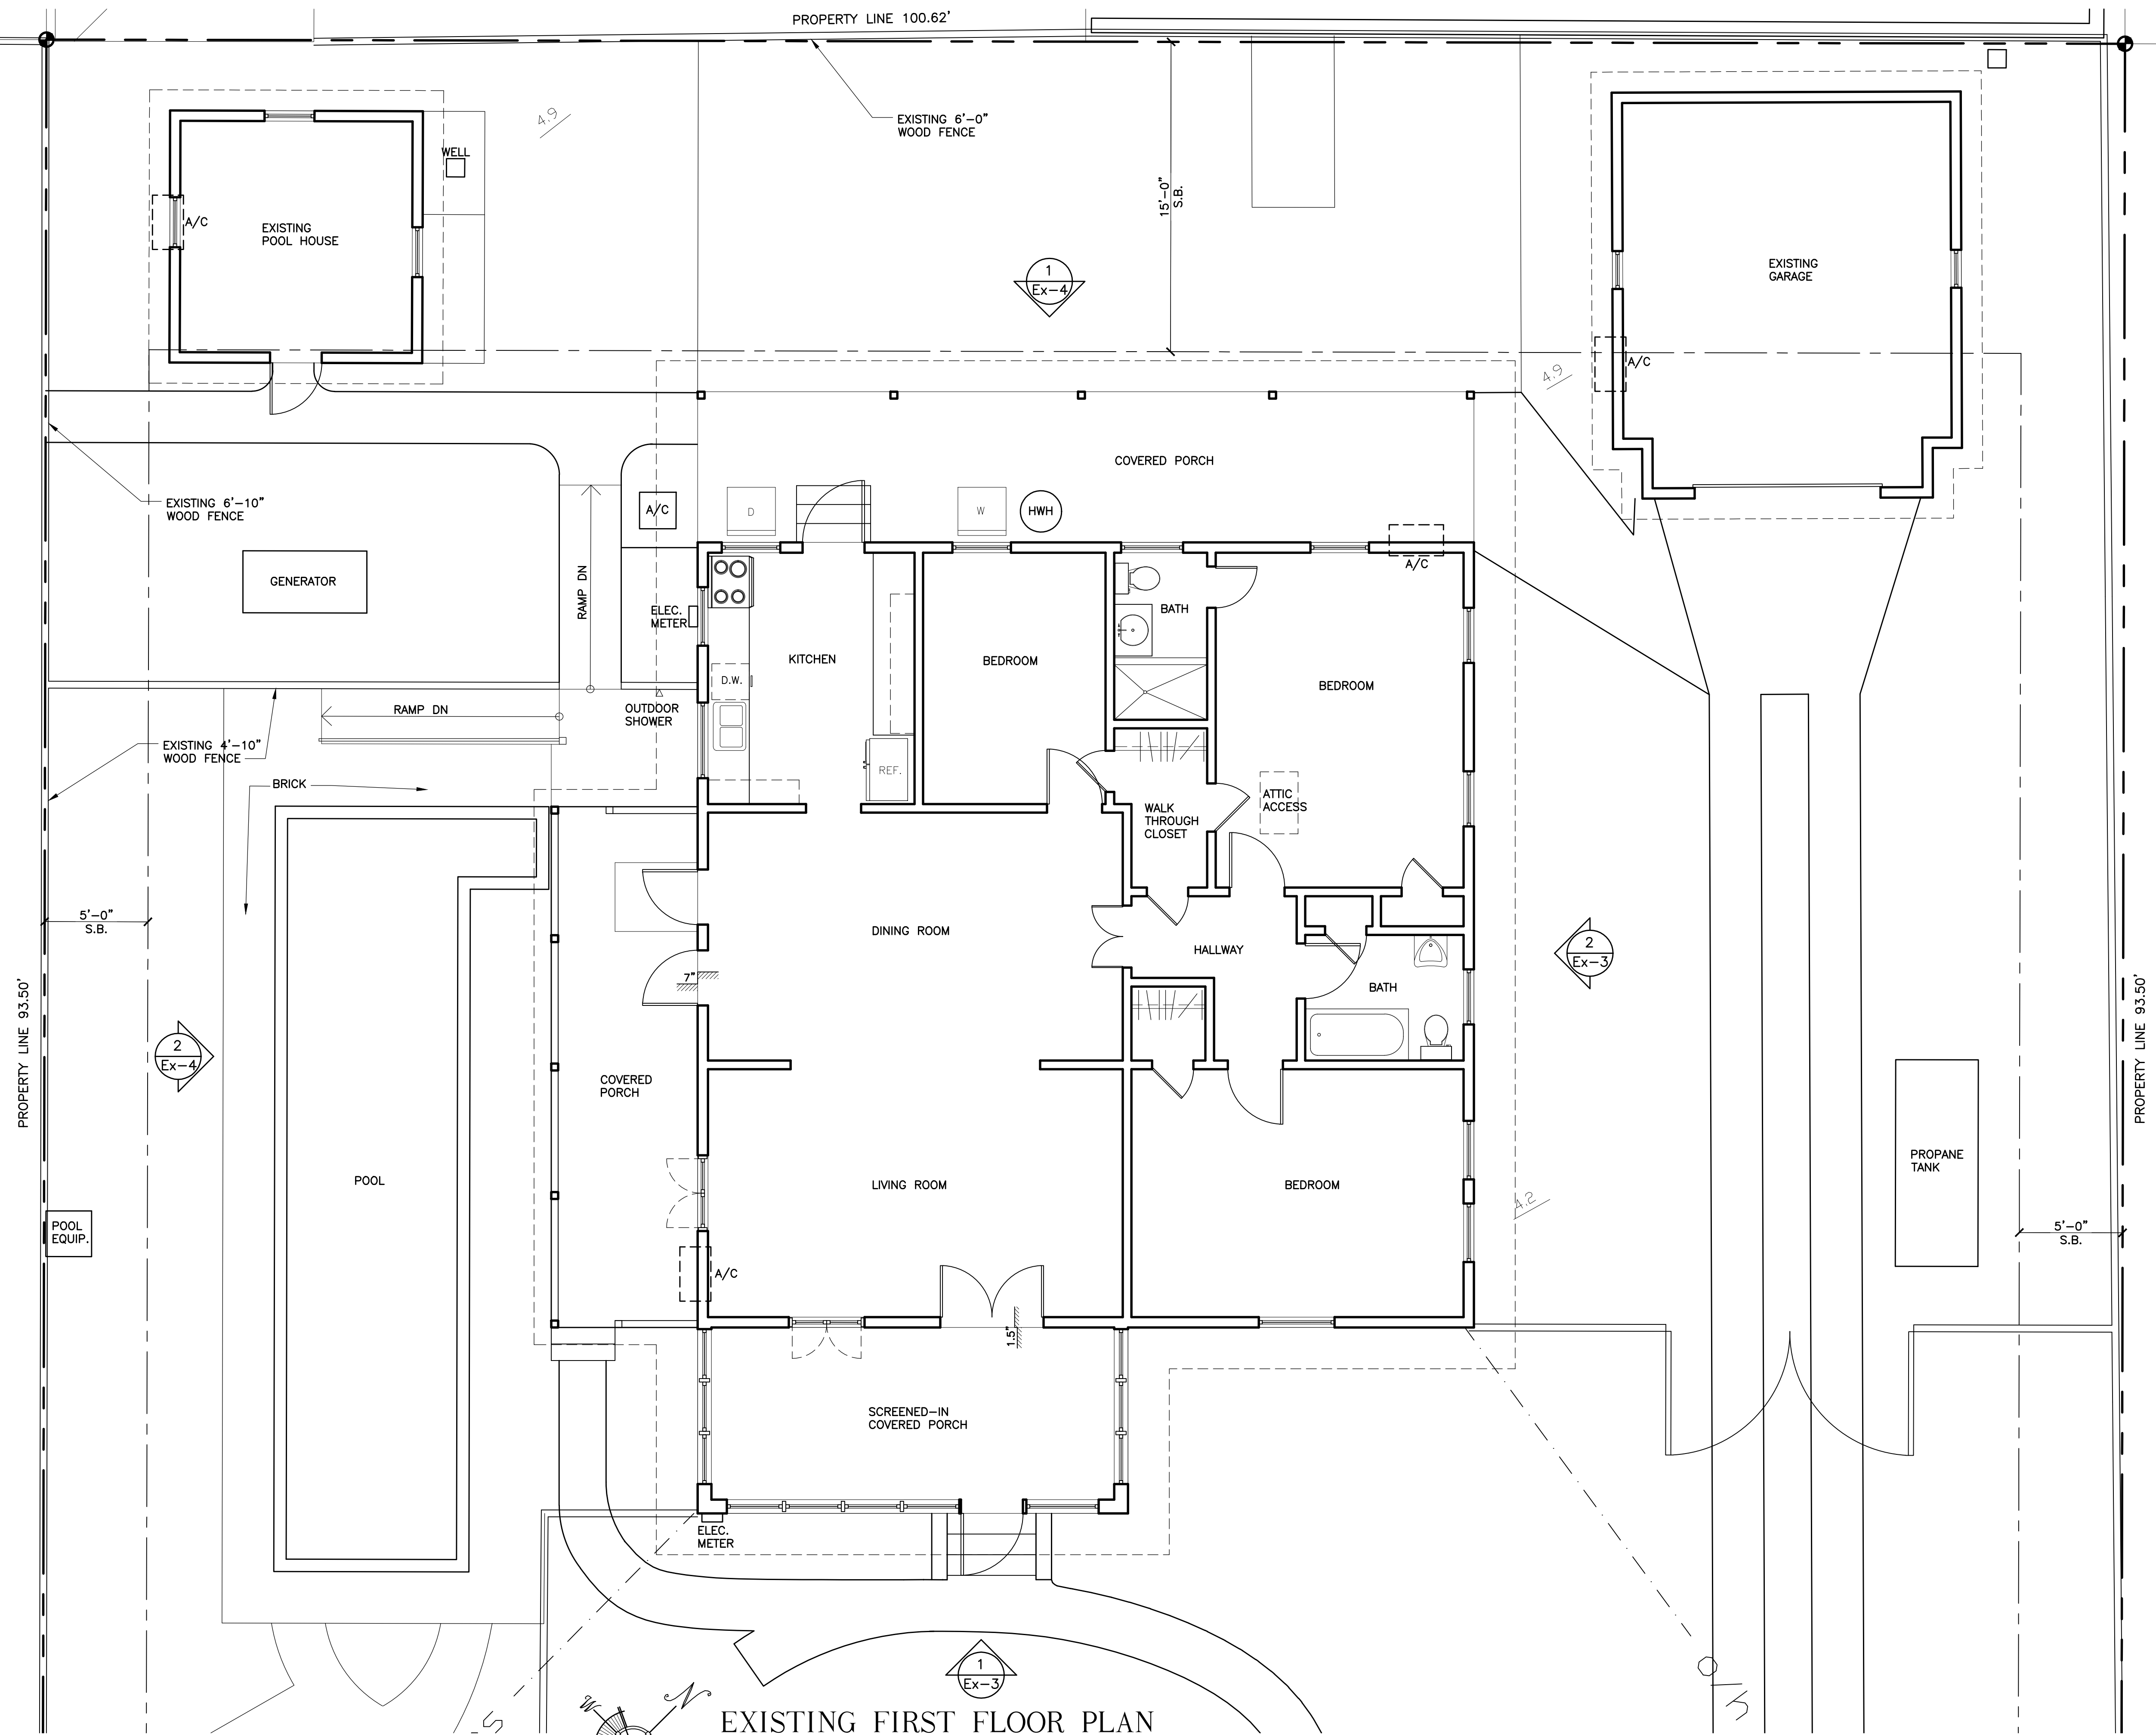 PROPERTY LINE 100.62'
EXISTING 6'-0"
WOOD FENCE
4.9
WELL
A/C
EXISTING
POOL HOUSE
15'-0"
S.B.
1
Ex-4
EXISTING
GARAGE
A/C
4.9
COVERED PORCH
EXISTING 6'-10"
WOOD FENCE
A/C
D
W
HWH
A/C
GENERATOR
RAMP DN
ELEC.
METER
KITCHEN
BEDROOM
BATH
BEDROOM
D.W.
RAMP DN
OUTDOOR
SHOWER
EXISTING 4'-10"
WOOD FENCE
REF.
BRICK
WALK
THROUGH
CLOSET
ATTIC
ACCESS
5'-0"
S.B.
DINING ROOM
HALLWAY
2
Ex-3
7"
BATH
PROPERTY LINE 93.50'
PROPERTY LINE 93.50'
2
Ex-4
COVERED
PORCH
POOL
LIVING ROOM
BEDROOM
PROPANE
TANK
4.2
POOL
EQUIP.
5'-0"
S.B.
A/C
1.5"
SCREENED-IN
COVERED PORCH
ELEC.
METER
1
Ex-3
W
N
S
EXISTING FIRST FLOOR PLAN